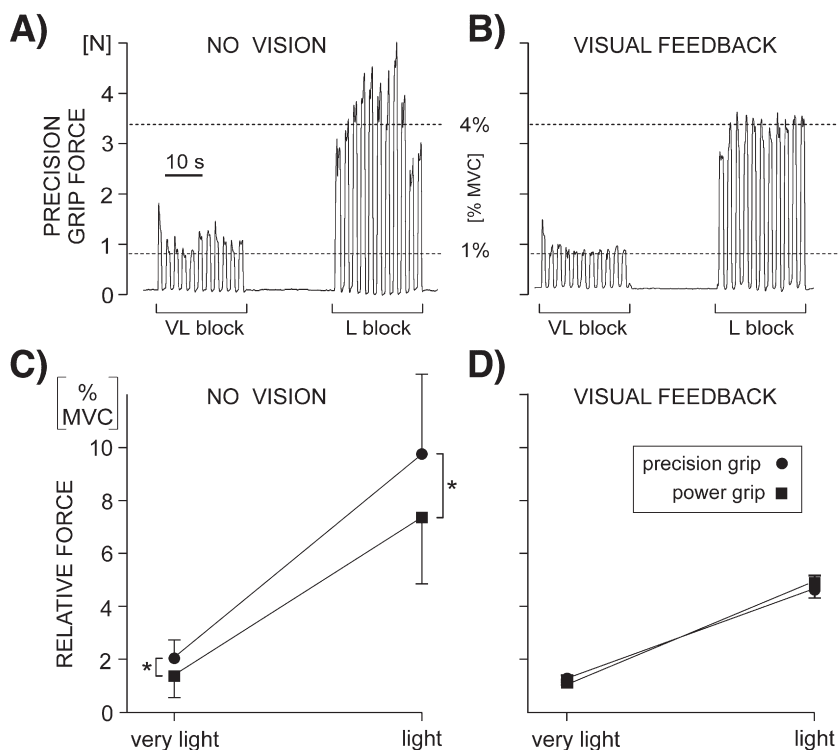 A)
NO VISION
[N]
4
3
2
1
0
PRECISION
GRIP FORCE
10 s
VL block
L block
4%
[% MVC]
1%
B)
VISUAL FEEDBACK
VL block
L block
C)
NO VISION
%
MVC
10
8
6
4
2
0
RELATIVE FORCE
*
*
very light
light
D)
VISUAL FEEDBACK
precision grip
power grip
very light
light